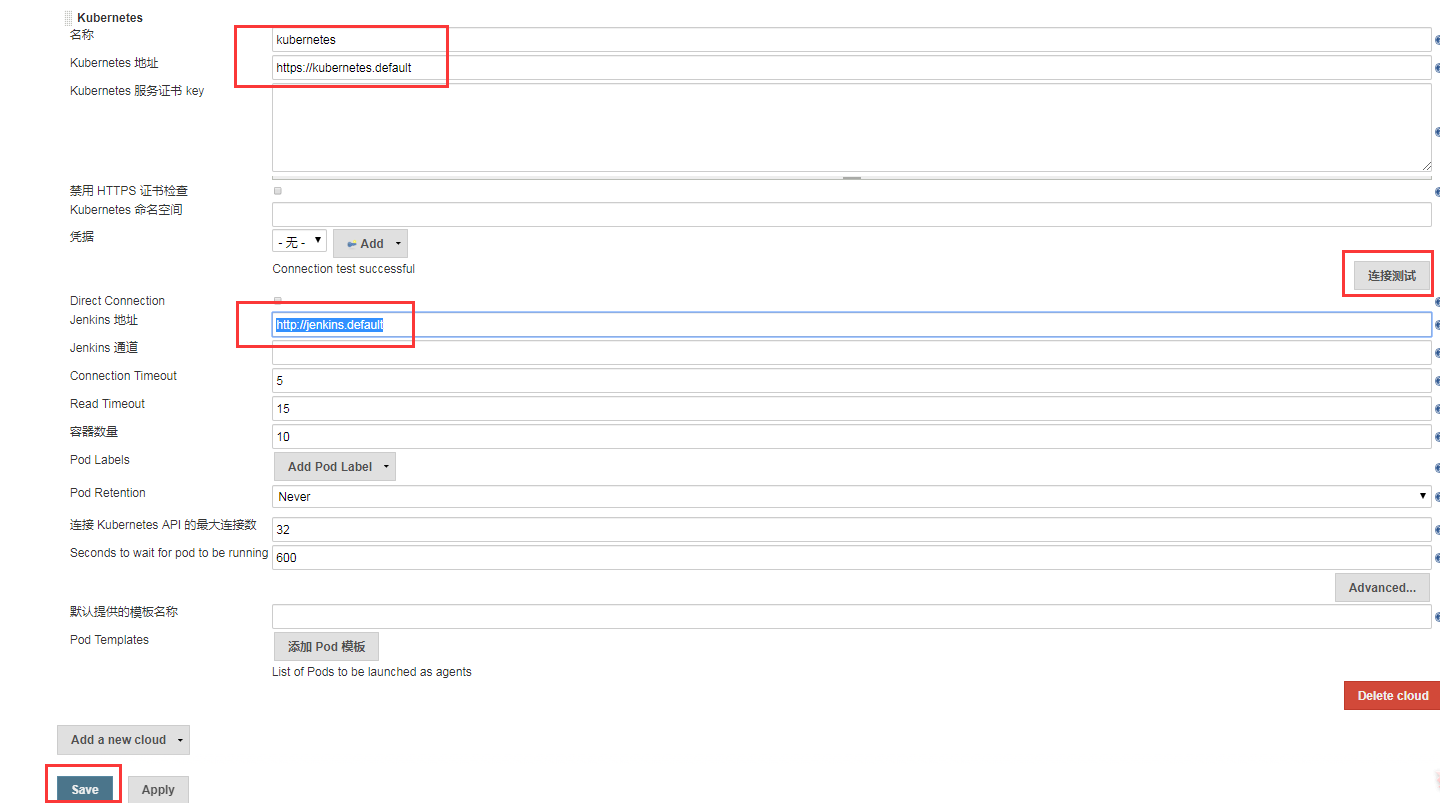 Kubernetes
名称
kubernetes
Kubernetes 地址
https://kubernetes.default
Kubernetes 服务证书 key
禁用 HTTPS 证书检查
Kubernetes 命名空间
凭据
- 无 -
Add
Connection test successful
连接测试
Direct Connection
Jenkins 地址
http://jenkins.default
Jenkins 通道
Connection Timeout
5
Read Timeout
15
容器数量
10
Pod Labels
Add Pod Label
Pod Retention
Never
连接 Kubernetes API 的最大连接数
32
Seconds to wait for pod to be running
600
Advanced...
默认提供的模板名称
Pod Templates
添加 Pod 模板
List of Pods to be launched as agents
Delete cloud
Add a new cloud
Save
Apply